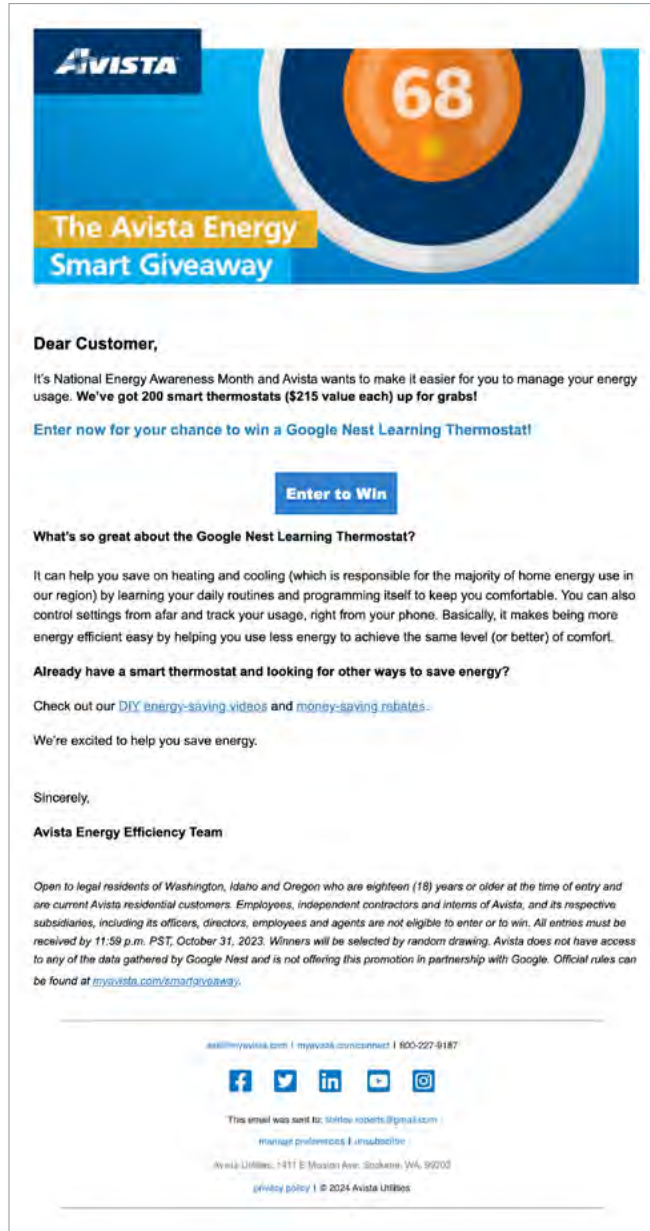 AVISTA
68
The Avista Energy
Smart Giveaway
Dear Customer,
It's National Energy Awareness Month and Avista wants to make it easier for you to manage your energy
usage. We've got 200 smart thermostats ($215 value each) up for grabs!
Enter now for your chance to win a Google Nest Learning Thermostat!
Enter to Win
What's so great about the Google Nest Learning Thermostat?
It can help you save on heating and cooling (which is responsible for the majority of home energy use in
our region) by learning your daily routines and programming itself to keep you comfortable. You can also
control settings from afar and track your usage, right from your phone. Basically, it makes being more
energy efficient easy by helping you use less energy to achieve the same level (or better) of comfort.
Already have a smart thermostat and looking for other ways to save energy?
Check out our DIY energy-saving videos and money-saving rebates.
We're excited to help you save energy.
Sincerely,
Avista Energy Efficiency Team
Open to legal residents of Washington, Idaho and Oregon who are eighteen (18) years or older at the time of entry and
are current Avista residential customers. Employees, independent contractors and interns of Avista, and its respective
subsidiaries, including its officers, directors, employees and agents are not eligible to enter or to win. All entries must be
received by 11:59 p.m. PST, October 31, 2023. Winners will be selected by random drawing. Avista does not have access
to any of the data gathered by Google Nest and is not offering this promotion in partnership with Google. Official rules can
be found at myavista.com/smartgiveaway.
ask@myavista.com | myavista.com/connect | 800-227-9187
This email was sent to: shirley.roberts@gmail.com
manage preferences | unsubscribe
Avista Utilities, 1411 E Mission Ave, Spokane, WA, 99202
privacy policy | © 2024 Avista Utilities